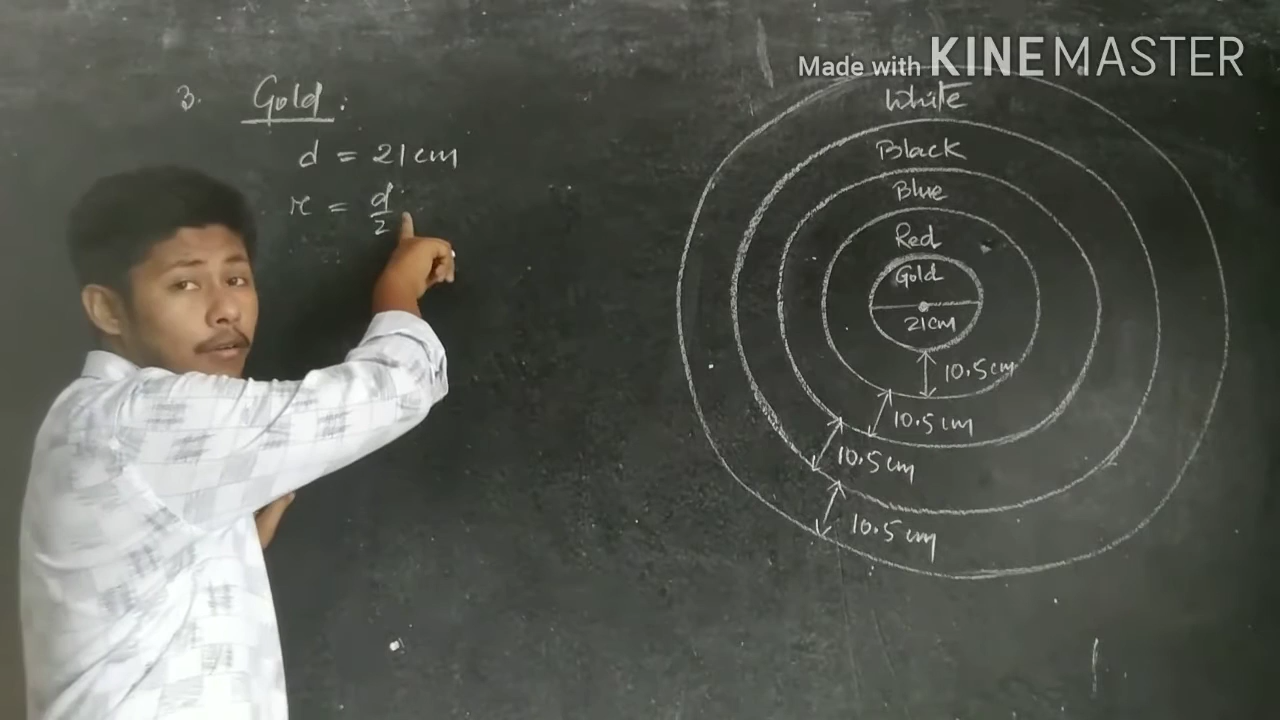 Made with KINEMASTER
3. Gold:
d = 21cm
r = d/2
White
Black
Blue
Red
Gold
21cm
10.5cm
10.5cm
10.5cm
10.5cm